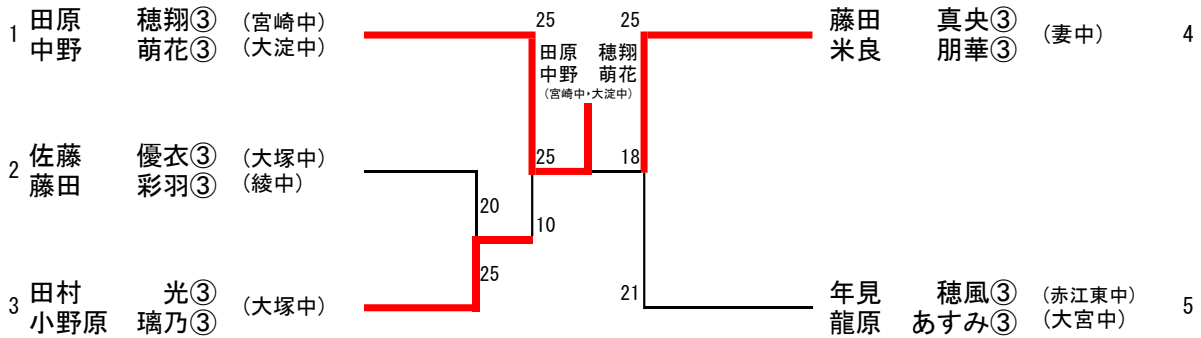 1 田原 穂翔③ (宮崎中)
中野 萌花③ (大淀中)
25 25
田原 穂翔
中野 萌花
(宮崎中・大淀中)
藤田 真央③ (妻中) 4
米良 朋華③
2 佐藤 優衣③ (大塚中)
藤田 彩羽③ (綾中)
25 18
20
10
25
3 田村 光③ (大塚中)
小野原 璃乃③
21
年見 穂風③ (赤江東中) 5
龍原 あすみ③ (大宮中)